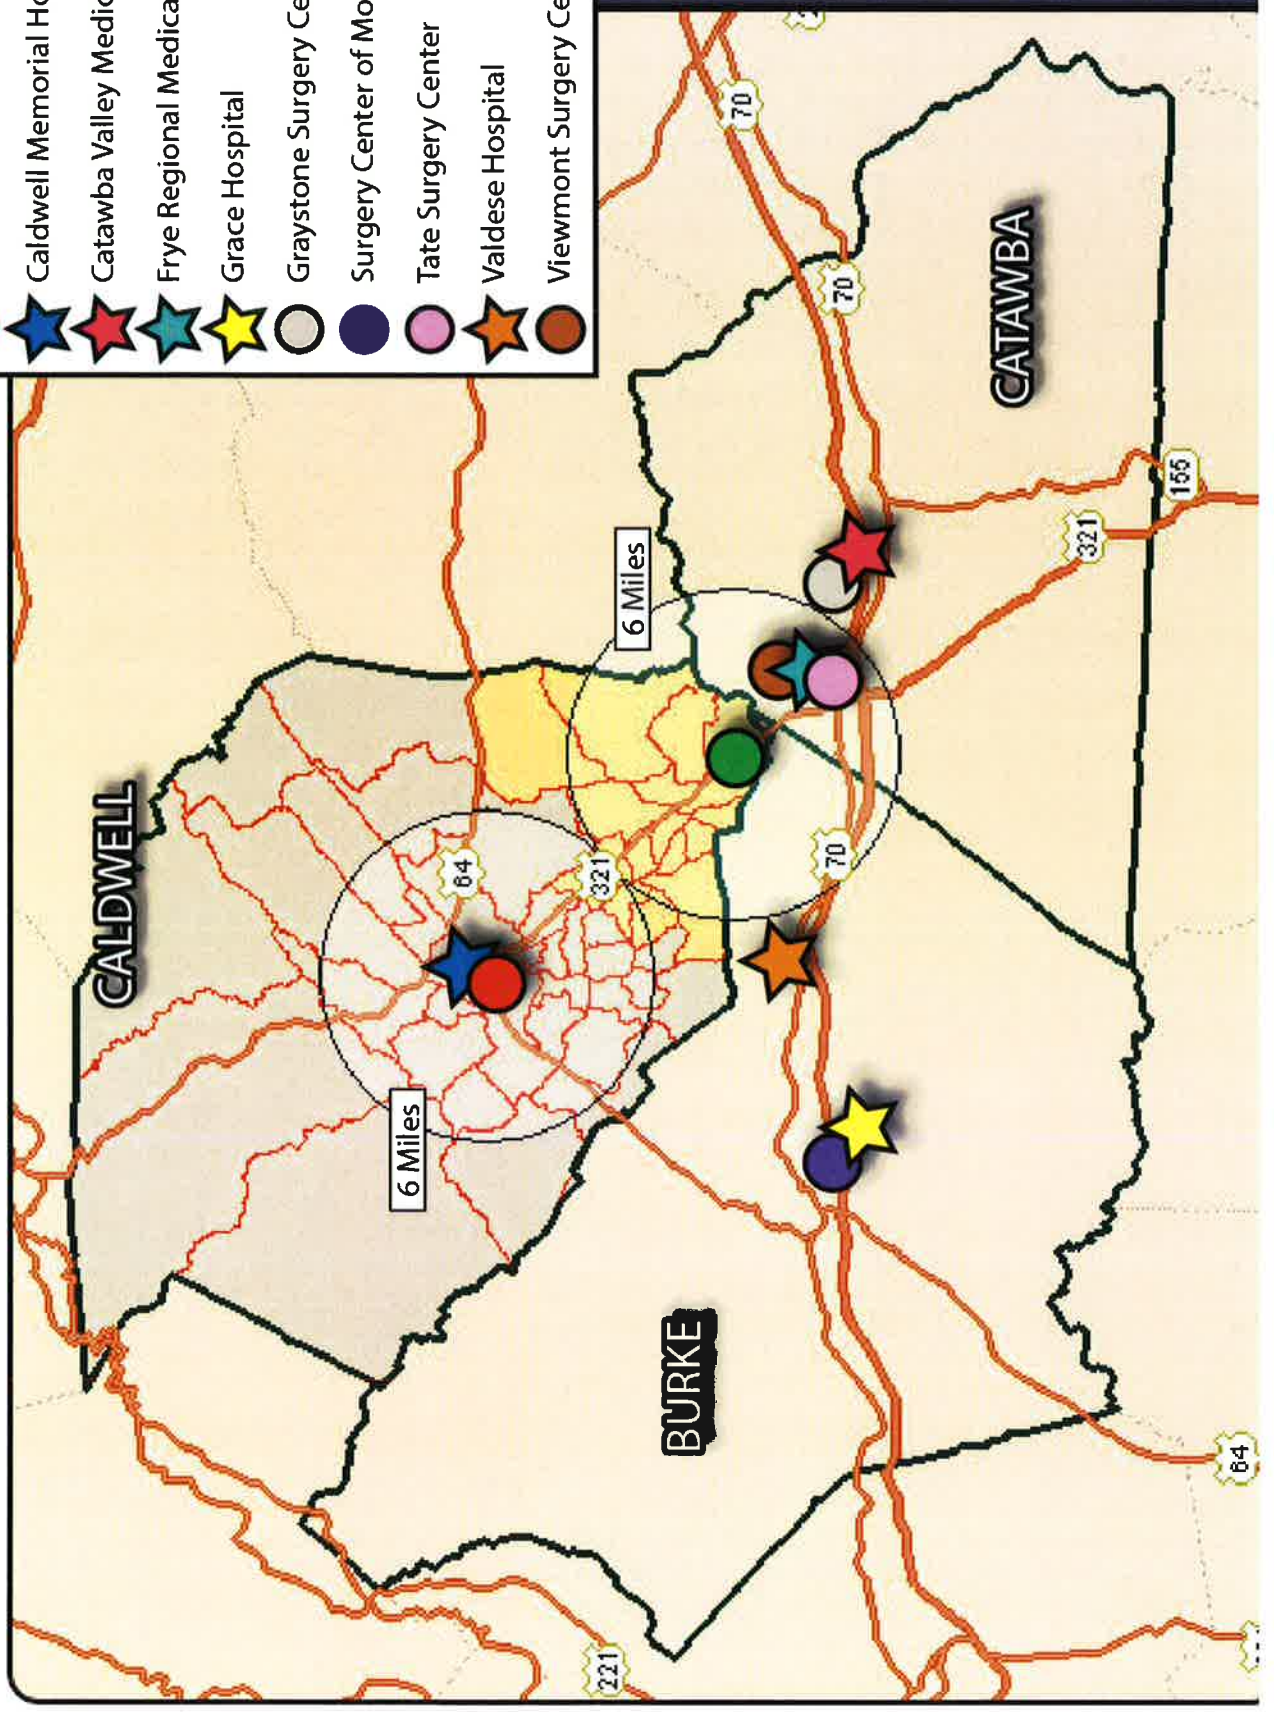 Caldwell Memorial Ho
Catawba Valley Medic
Frye Regional Medica
Grace Hospital
Graystone Surgery Ce
Surgery Center of Mo
Tate Surgery Center
Valdese Hospital
Viewmont Surgery Ce
CALDWELL
6 Miles
64
321
6 Miles
BURKE
CATAWBA
70
70
70
321
155
64
221